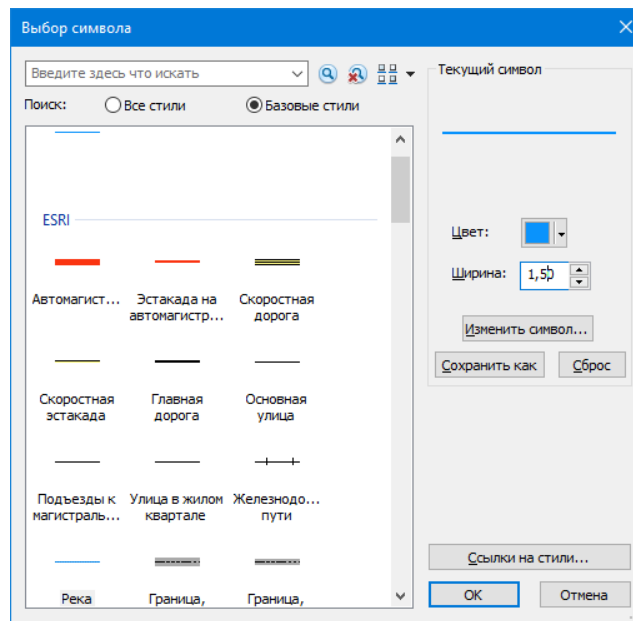 Выбор символа
Введите здесь что искать
Поиск:
Все стили
Базовые стили
ESRI
Автомагист...
Эстакада на
автомагистр...
Скоростная
дорога
Скоростная
эстакада
Главная
дорога
Основная
улица
Подъезды к
магистраль...
Улица в жилом
квартале
Железнодо...
пути
Река
Граница,
Граница,
Текущий символ
Цвет:
Ширина:
1,50
Изменить символ...
Сохранить как
Сброс
Ссылки на стили...
OK
Отмена